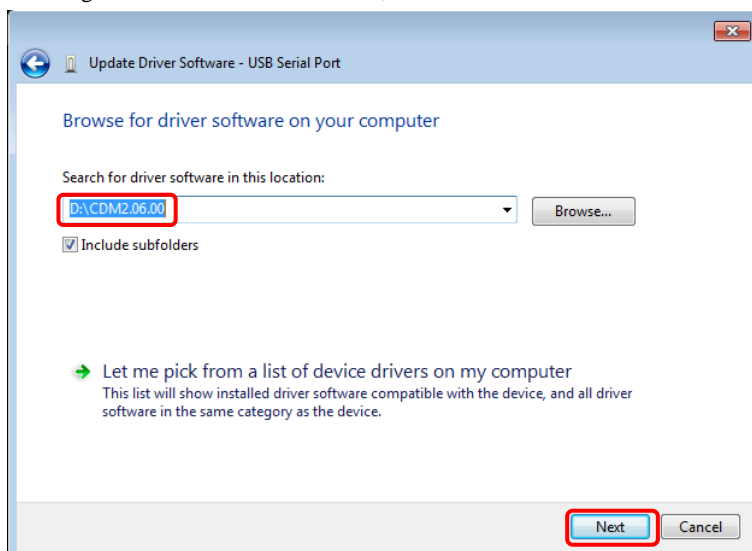 Update Driver Software - USB Serial Port
Browse for driver software on your computer
Search for driver software in this location:
D:\CDM2.06.00
Browse...
Include subfolders
Let me pick from a list of device drivers on my computer
This list will show installed driver software compatible with the device, and all driver
software in the same category as the device.
Next
Cancel